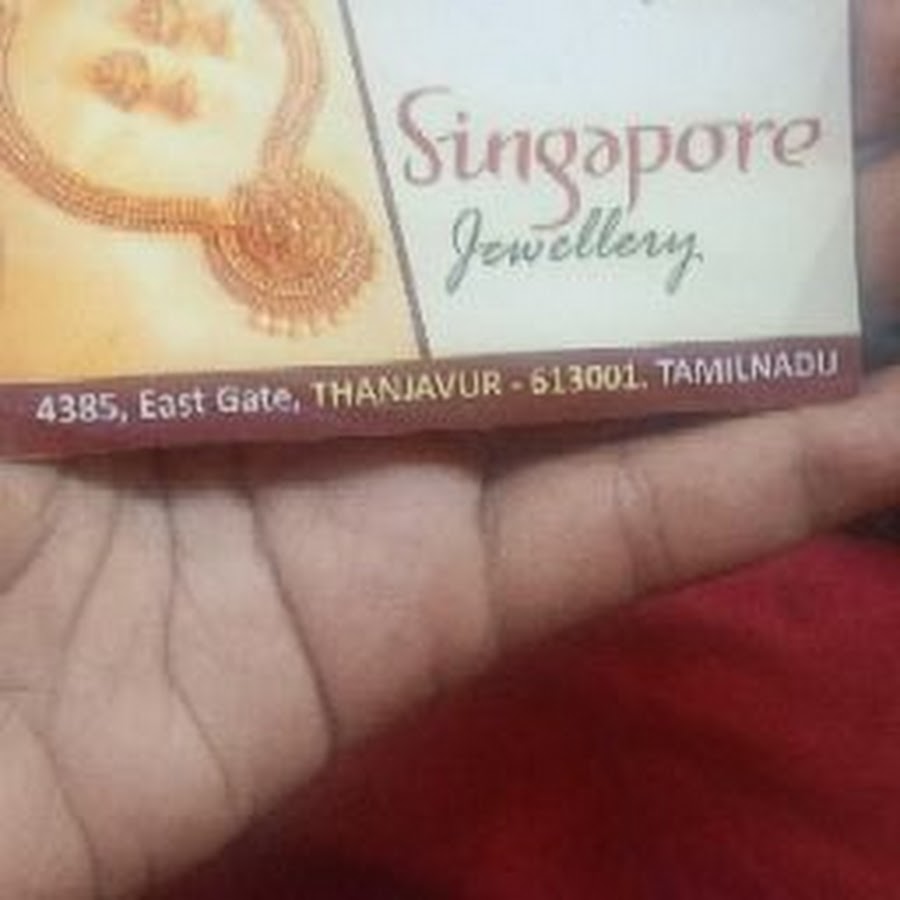 Singapore
Jewellery
4385, East Gate, THANJAVUR - 613001. TAMILNADU